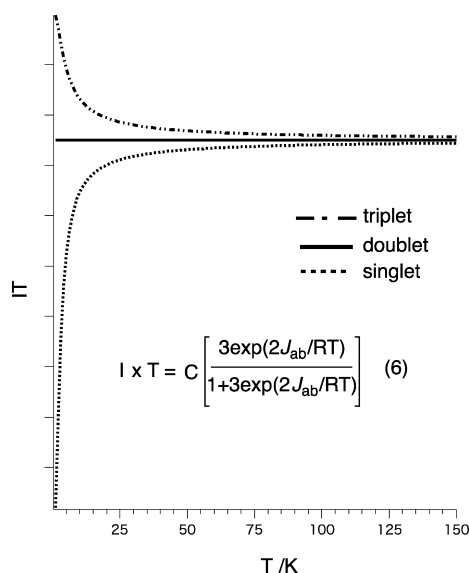 triplet
doublet
singlet
IT
I x T = C [ 3exp(2Jab/RT) / 1+3exp(2Jab/RT) ] (6)
25 50 75 100 125 150
T /K